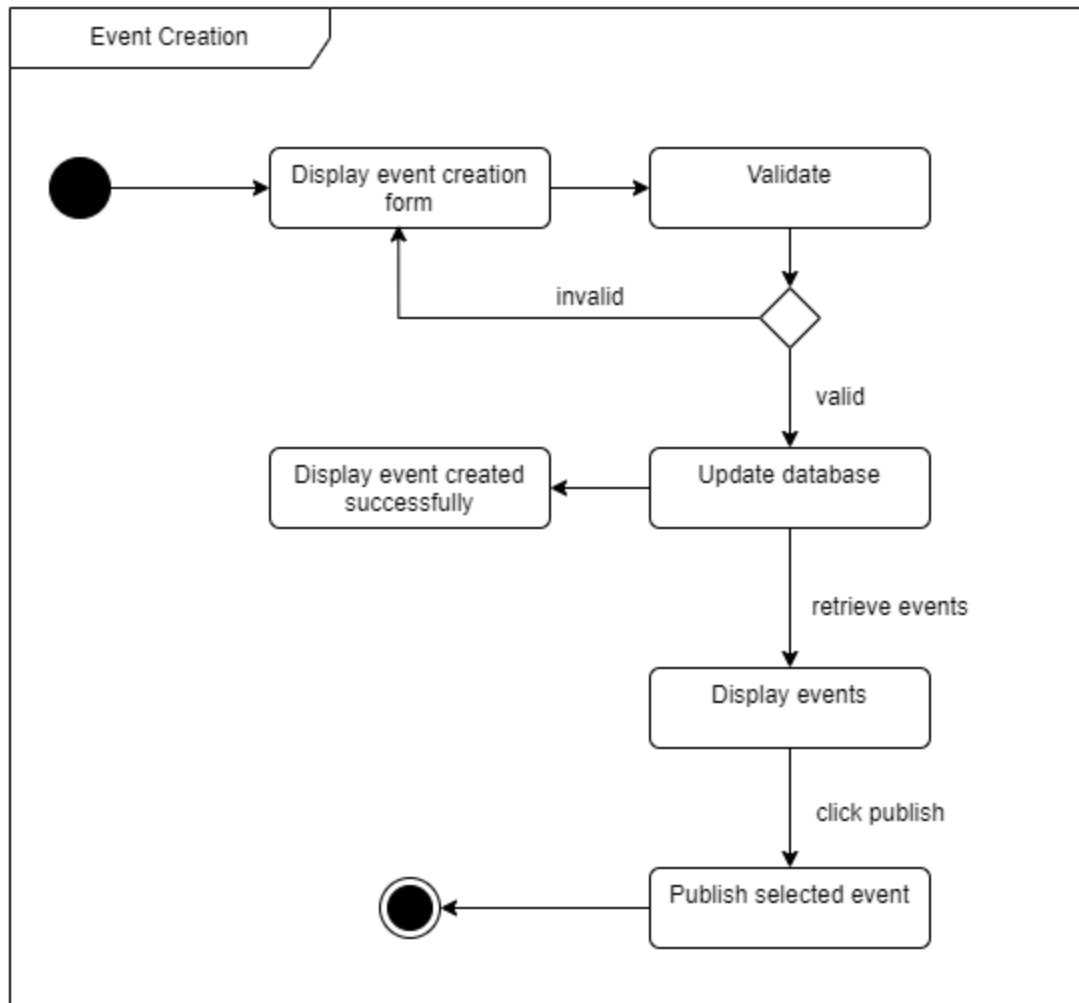 Event Creation
Display event creation
form
Validate
invalid
valid
Display event created
successfully
Update database
retrieve events
Display events
click publish
Publish selected event